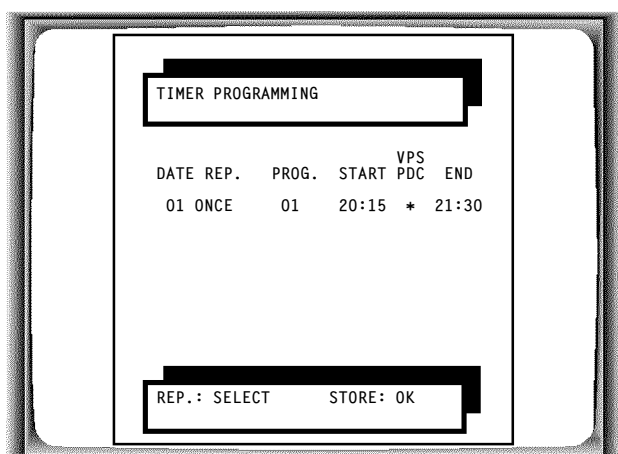 TIMER PROGRAMMING
VPS
DATE REP. PROG. START PDC END
01 ONCE 01 20:15 * 21:30
REP.: SELECT STORE: OK